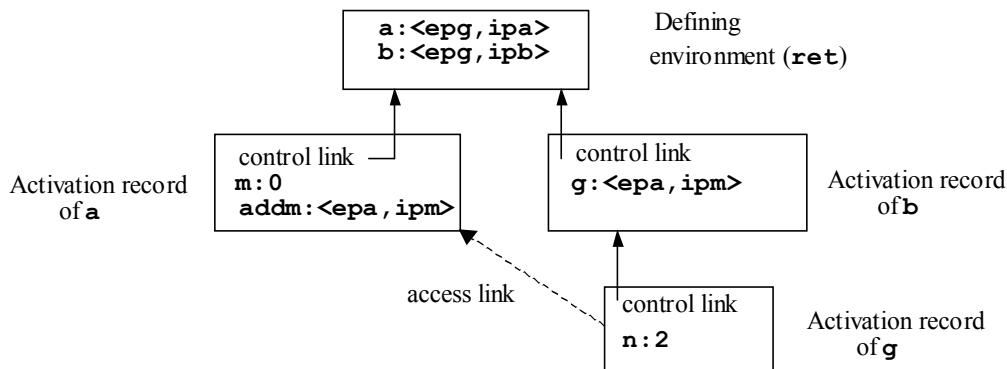 a:<epg,ipa>
b:<epg,ipb>
Defining
environment (ret)
control link
m:0
addm:<epa,ipm>
Activation record
of a
control link
g:<epa,ipm>
Activation record
of b
access link
control link
n:2
Activation record
of g